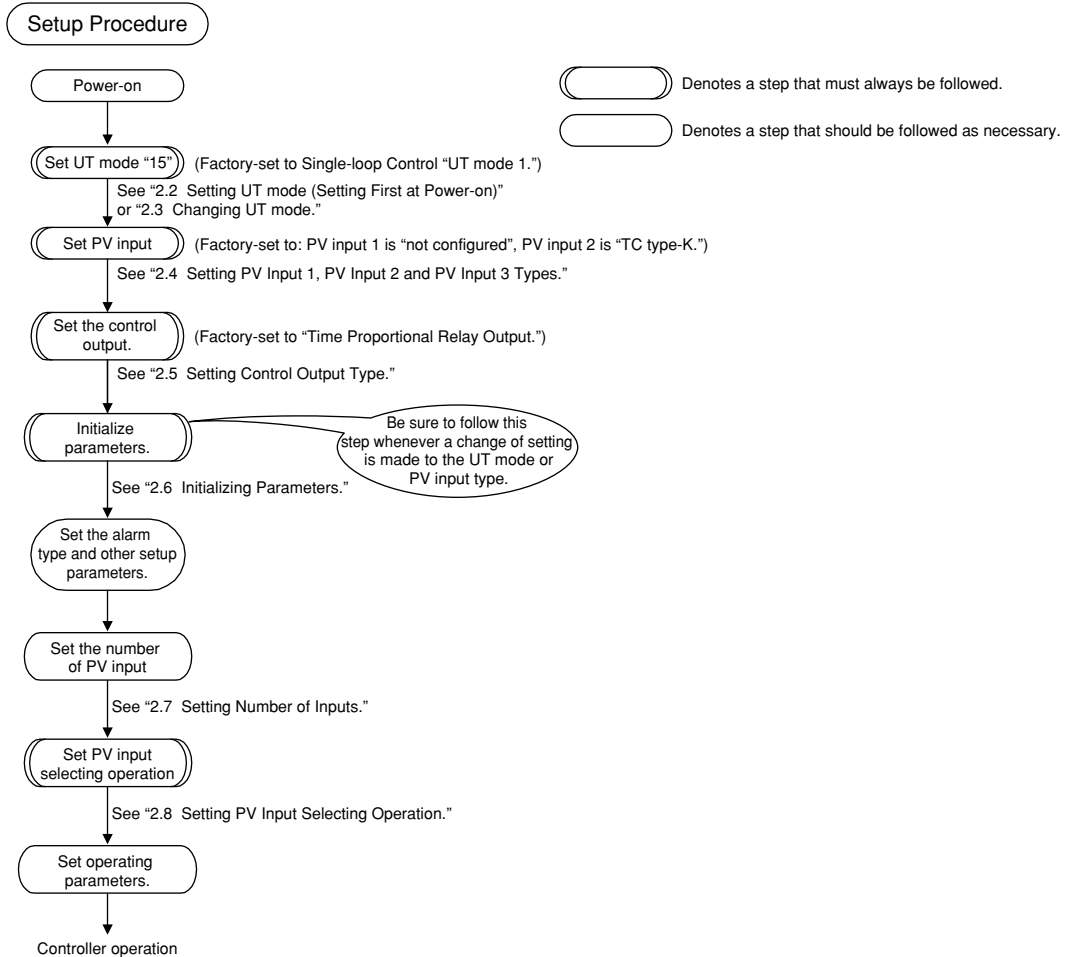 Setup Procedure
Power-on
Denotes a step that must always be followed.
Denotes a step that should be followed as necessary.
Set UT mode “15”
(Factory-set to Single-loop Control “UT mode 1.”)
See “2.2 Setting UT mode (Setting First at Power-on)”
or “2.3 Changing UT mode.”
Set PV input
(Factory-set to: PV input 1 is “not configured”, PV input 2 is “TC type-K.”)
See “2.4 Setting PV Input 1, PV Input 2 and PV Input 3 Types.”
Set the control
output.
(Factory-set to “Time Proportional Relay Output.”)
See “2.5 Setting Control Output Type.”
Initialize
parameters.
Be sure to follow this
step whenever a change of setting
is made to the UT mode or
PV input type.
See “2.6 Initializing Parameters.”
Set the alarm
type and other setup
parameters.
Set the number
of PV input
See “2.7 Setting Number of Inputs.”
Set PV input
selecting operation
See “2.8 Setting PV Input Selecting Operation.”
Set operating
parameters.
Controller operation